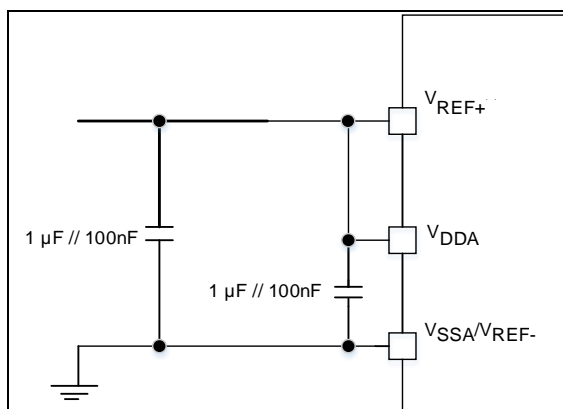 VREF+
1 µF // 100nF
VDDA
1 µF // 100nF
VSSA/VREF-